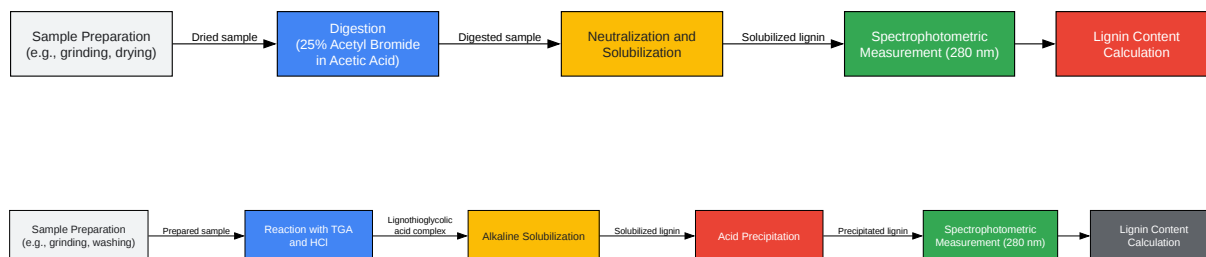 Sample Preparation
(e.g., grinding, drying)
Dried sample
Digestion
(25% Acetyl Bromide
in Acetic Acid)
Digested sample
Neutralization and
Solubilization
Solubilized lignin
Spectrophotometric
Measurement (280 nm)
Lignin Content
Calculation
Sample Preparation
(e.g., grinding, washing)
Prepared sample
Reaction with TGA
and HCl
Lignothioglycolic
acid complex
Alkaline Solubilization
Solubilized lignin
Acid Precipitation
Precipitated lignin
Spectrophotometric
Measurement (280 nm)
Lignin Content
Calculation